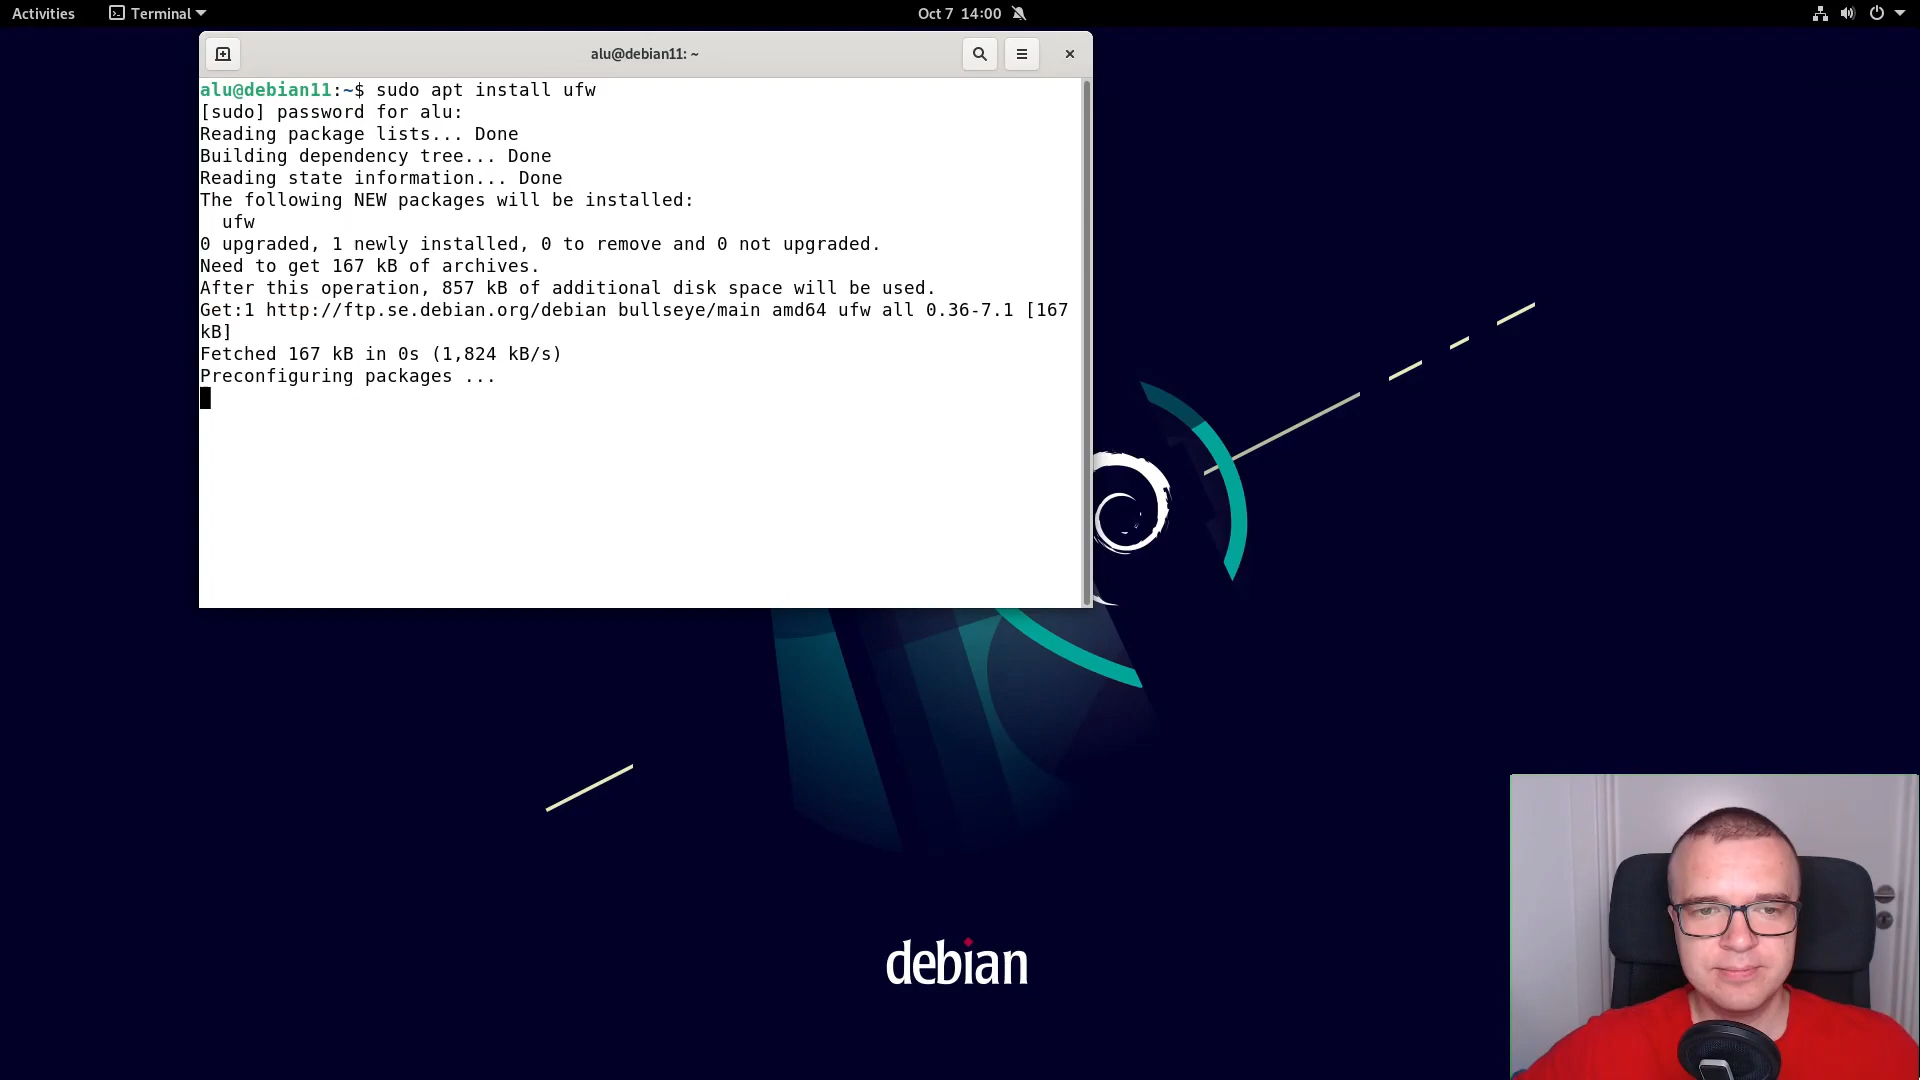 Activities
Terminal
Oct 7 14:00
alu@debian11: ~
alu@debian11:~$ sudo apt install ufw
[sudo] password for alu:
Reading package lists... Done
Building dependency tree... Done
Reading state information... Done
The following NEW packages will be installed:
  ufw
0 upgraded, 1 newly installed, 0 to remove and 0 not upgraded.
Need to get 167 kB of archives.
After this operation, 857 kB of additional disk space will be used.
Get:1 http://ftp.se.debian.org/debian bullseye/main amd64 ufw all 0.36-7.1 [167
kB]
Fetched 167 kB in 0s (1,824 kB/s)
Preconfiguring packages ...
debian